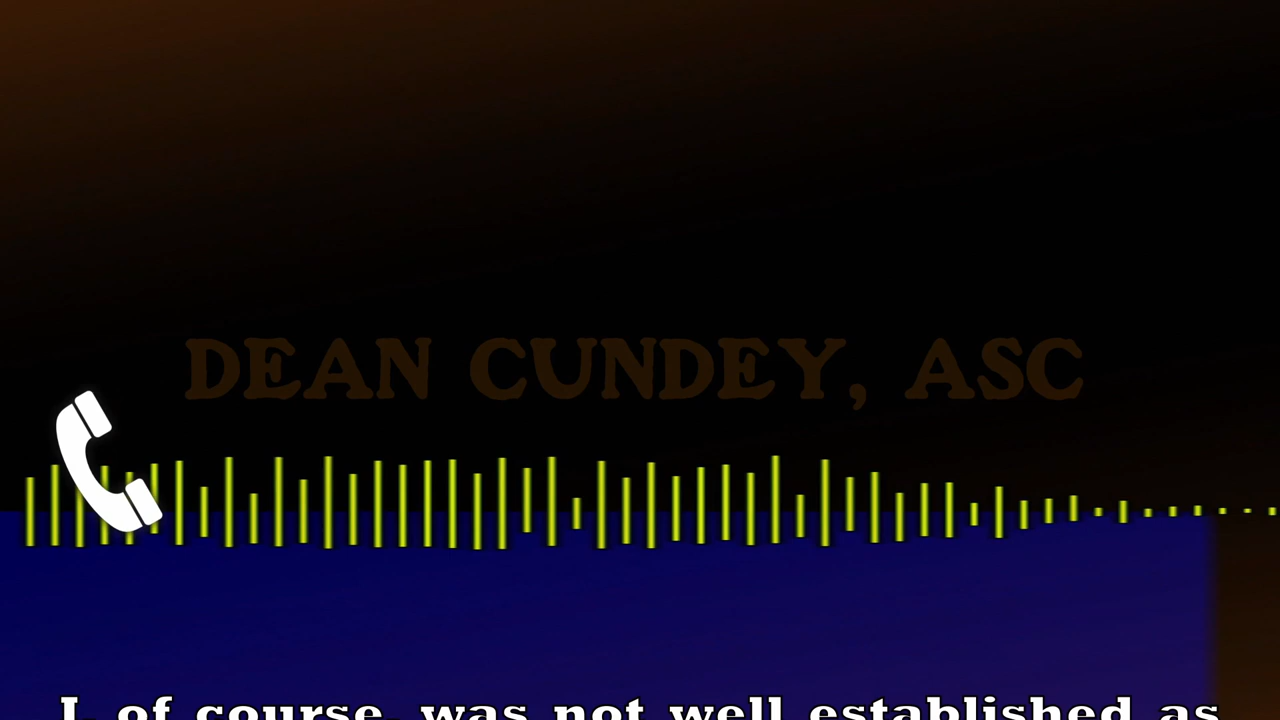 DEAN CUNDEY, ASC
I, of course, was not well established as